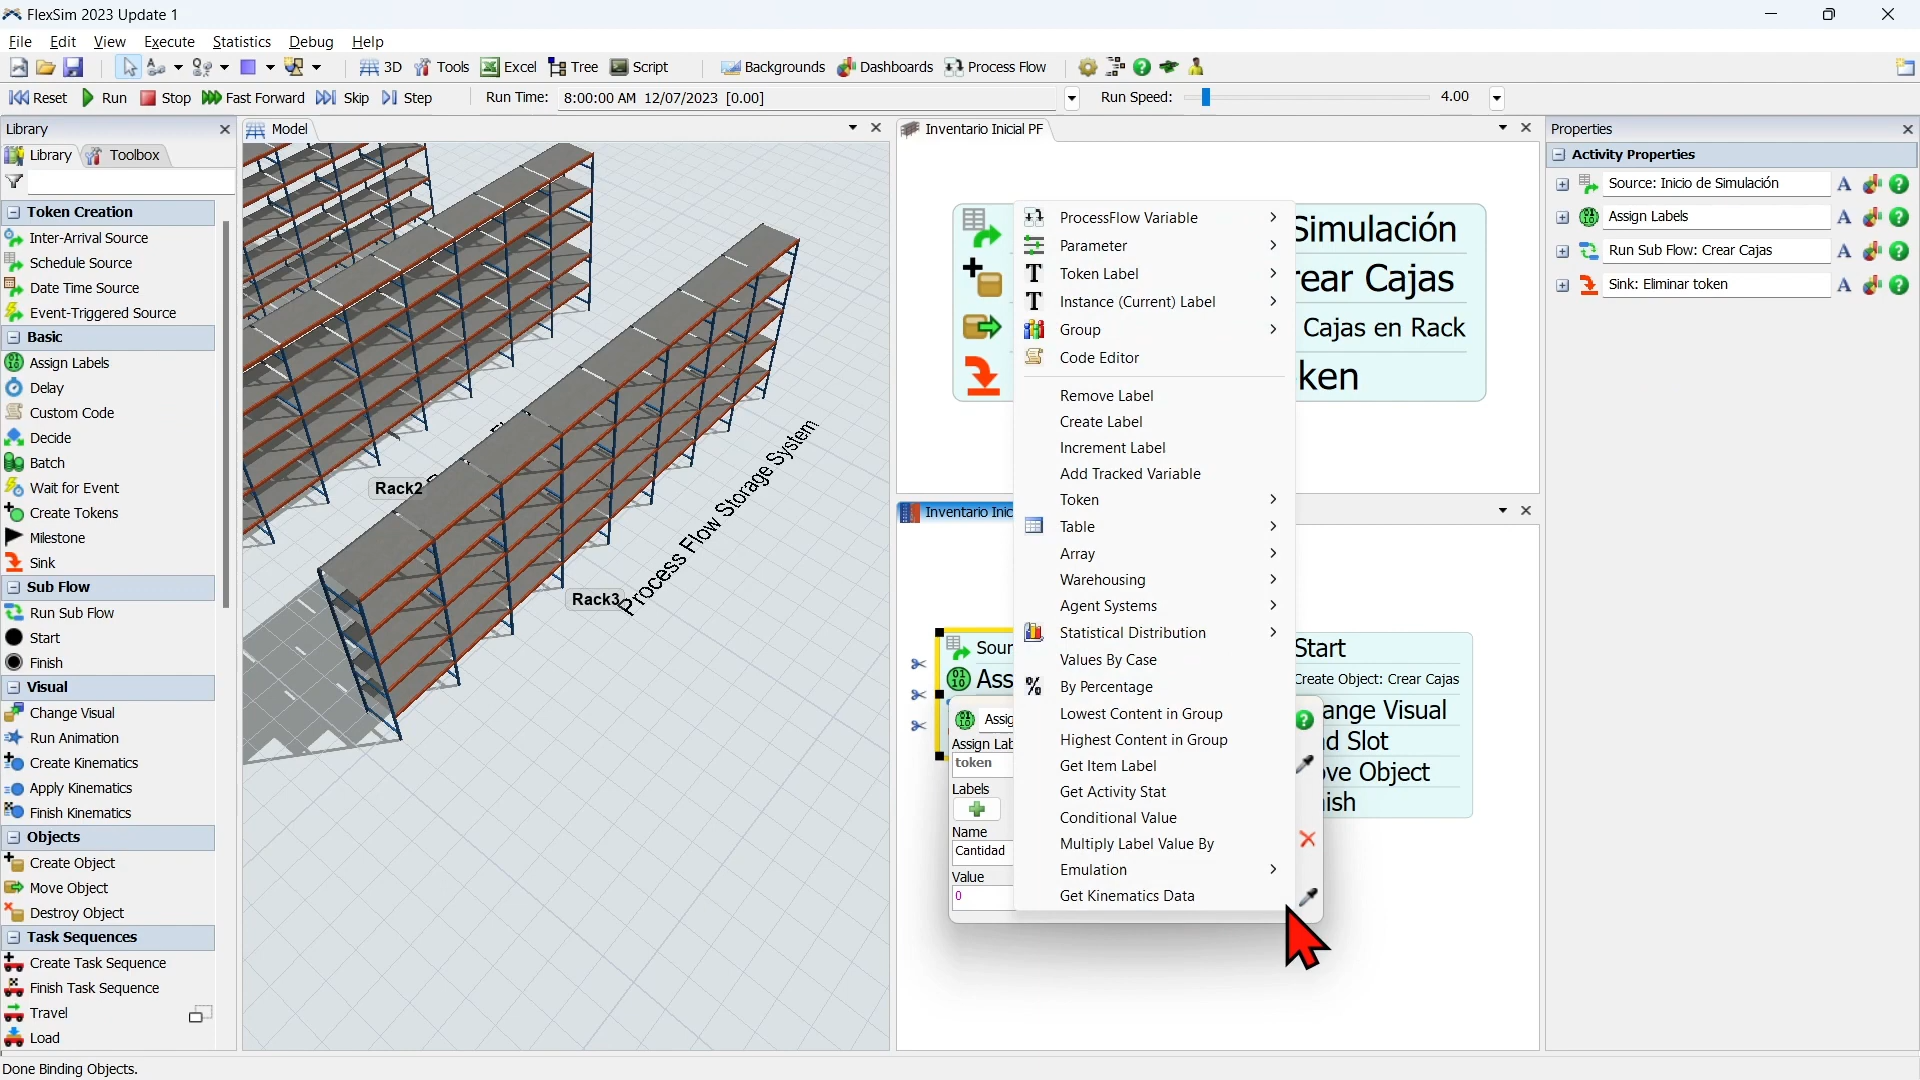 FlexSim 2023 Update 1
File Edit View Execute Statistics Debug Help
3D Tools Excel Tree Script Backgrounds Dashboards Process Flow
Reset Run Stop Fast Forward Skip Step Run Time: 8:00:00 AM 12/07/2023 [0.00] Run Speed: 4.00
Library
Library Toolbox
Token Creation
Inter-Arrival Source
Schedule Source
Date Time Source
Event-Triggered Source
Basic
Assign Labels
Delay
Custom Code
Decide
Batch
Wait for Event
Create Tokens
Milestone
Sink
Sub Flow
Run Sub Flow
Start
Finish
Visual
Change Visual
Run Animation
Create Kinematics
Apply Kinematics
Finish Kinematics
Objects
Create Object
Move Object
Destroy Object
Task Sequences
Create Task Sequence
Finish Task Sequence
Travel
Load
Done Binding Objects.
Model
Rack2
Rack3
Process Flow Storage System
Inventario Inicial PF
Simulación
rear Cajas
Cajas en Rack
ken
Inventario Inic
Sour
Ass
Assig
Assign Lab
token
Labels
Name
Cantidad
Value
0
ProcessFlow Variable
Parameter
Token Label
Instance (Current) Label
Group
Code Editor
Remove Label
Create Label
Increment Label
Add Tracked Variable
Token
Table
Array
Warehousing
Agent Systems
Statistical Distribution
Values By Case
By Percentage
Lowest Content in Group
Highest Content in Group
Get Item Label
Get Activity Stat
Conditional Value
Multiply Label Value By
Emulation
Get Kinematics Data
Start
Create Object: Crear Cajas
ange Visual
d Slot
ve Object
ish
Properties
Activity Properties
Source: Inicio de Simulación
Assign Labels
Run Sub Flow: Crear Cajas
Sink: Eliminar token